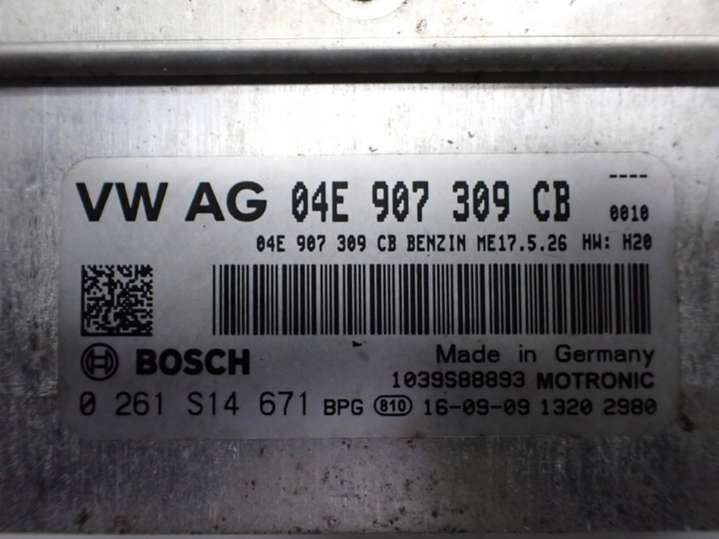 ----
VW AG 04E 907 309 CB 0010
04E 907 309 CB BENZIN ME17.5.26 HW: H20
BOSCH
Made in Germany
1039S88893 MOTRONIC
0 261 S14 671 BPG 810 16-09-09 1320 2980